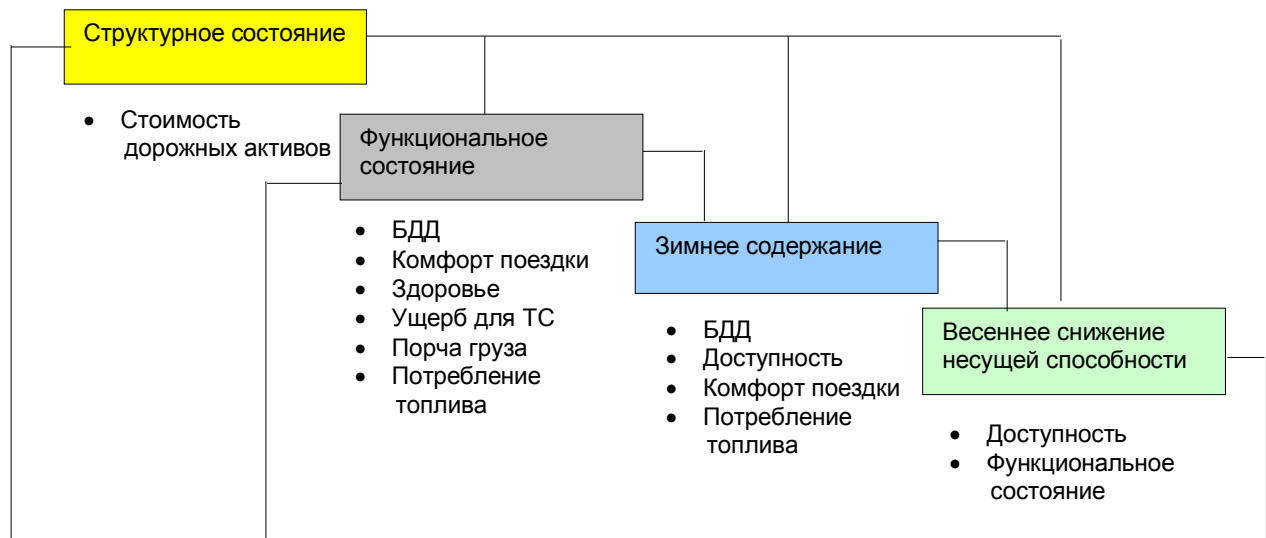 Структурное состояние
• Стоимость
дорожных активов
Функциональное
состояние
• БДД
• Комфорт поездки
• Здоровье
• Ущерб для ТС
• Порча груза
• Потребление
топлива
Зимнее содержание
• БДД
• Доступность
• Комфорт поездки
• Потребление
топлива
Весеннее снижение
несущей способности
• Доступность
• Функциональное
состояние